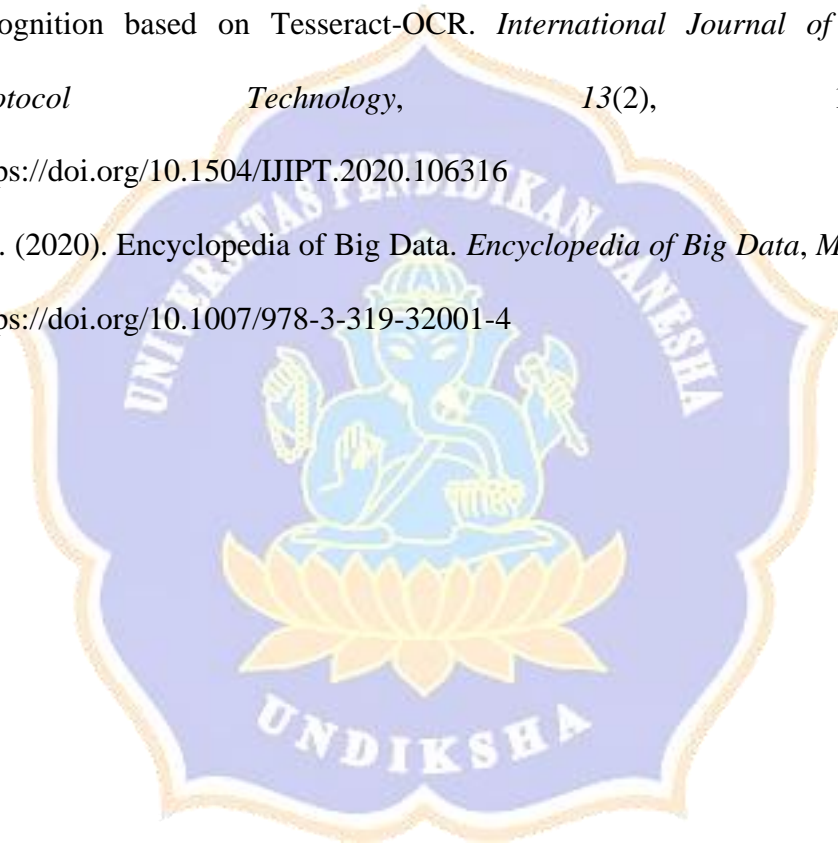 ognition based on Tesseract-OCR. International Journal of
otocol Technology, 13(2),
ps://doi.org/10.1504/IJIPT.2020.106316
. (2020). Encyclopedia of Big Data. Encyclopedia of Big Data, M
ps://doi.org/10.1007/978-3-319-32001-4
UNIVERSITAS PENDIDIKAN GANESHA
UNDIKSHA